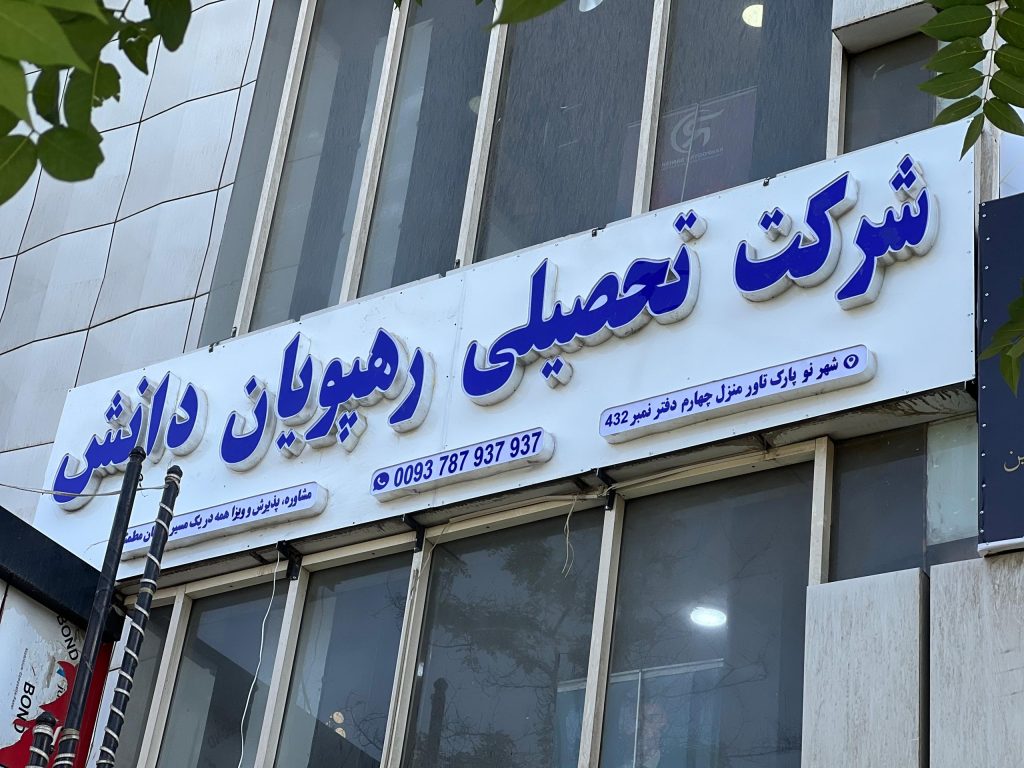 شرکت تحصیلی رهپویان دانش
شهر نو پارک تاور منزل چهارم دفتر نمبر 432
0093 787 937 937
مشاوره، پذیرش و ویزا همه در یک مسیر
BOND
BOND